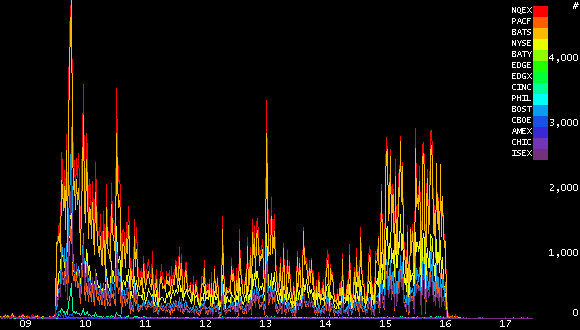 #
NQEX
PACF
BATS
NYSE
BATY
EDGE
EDGX
CINC
PHIL
BOST
CBOE
AMEX
CHIC
ISEX
4,000
3,000
2,000
1,000
0
09 10 11 12 13 14 15 16 17